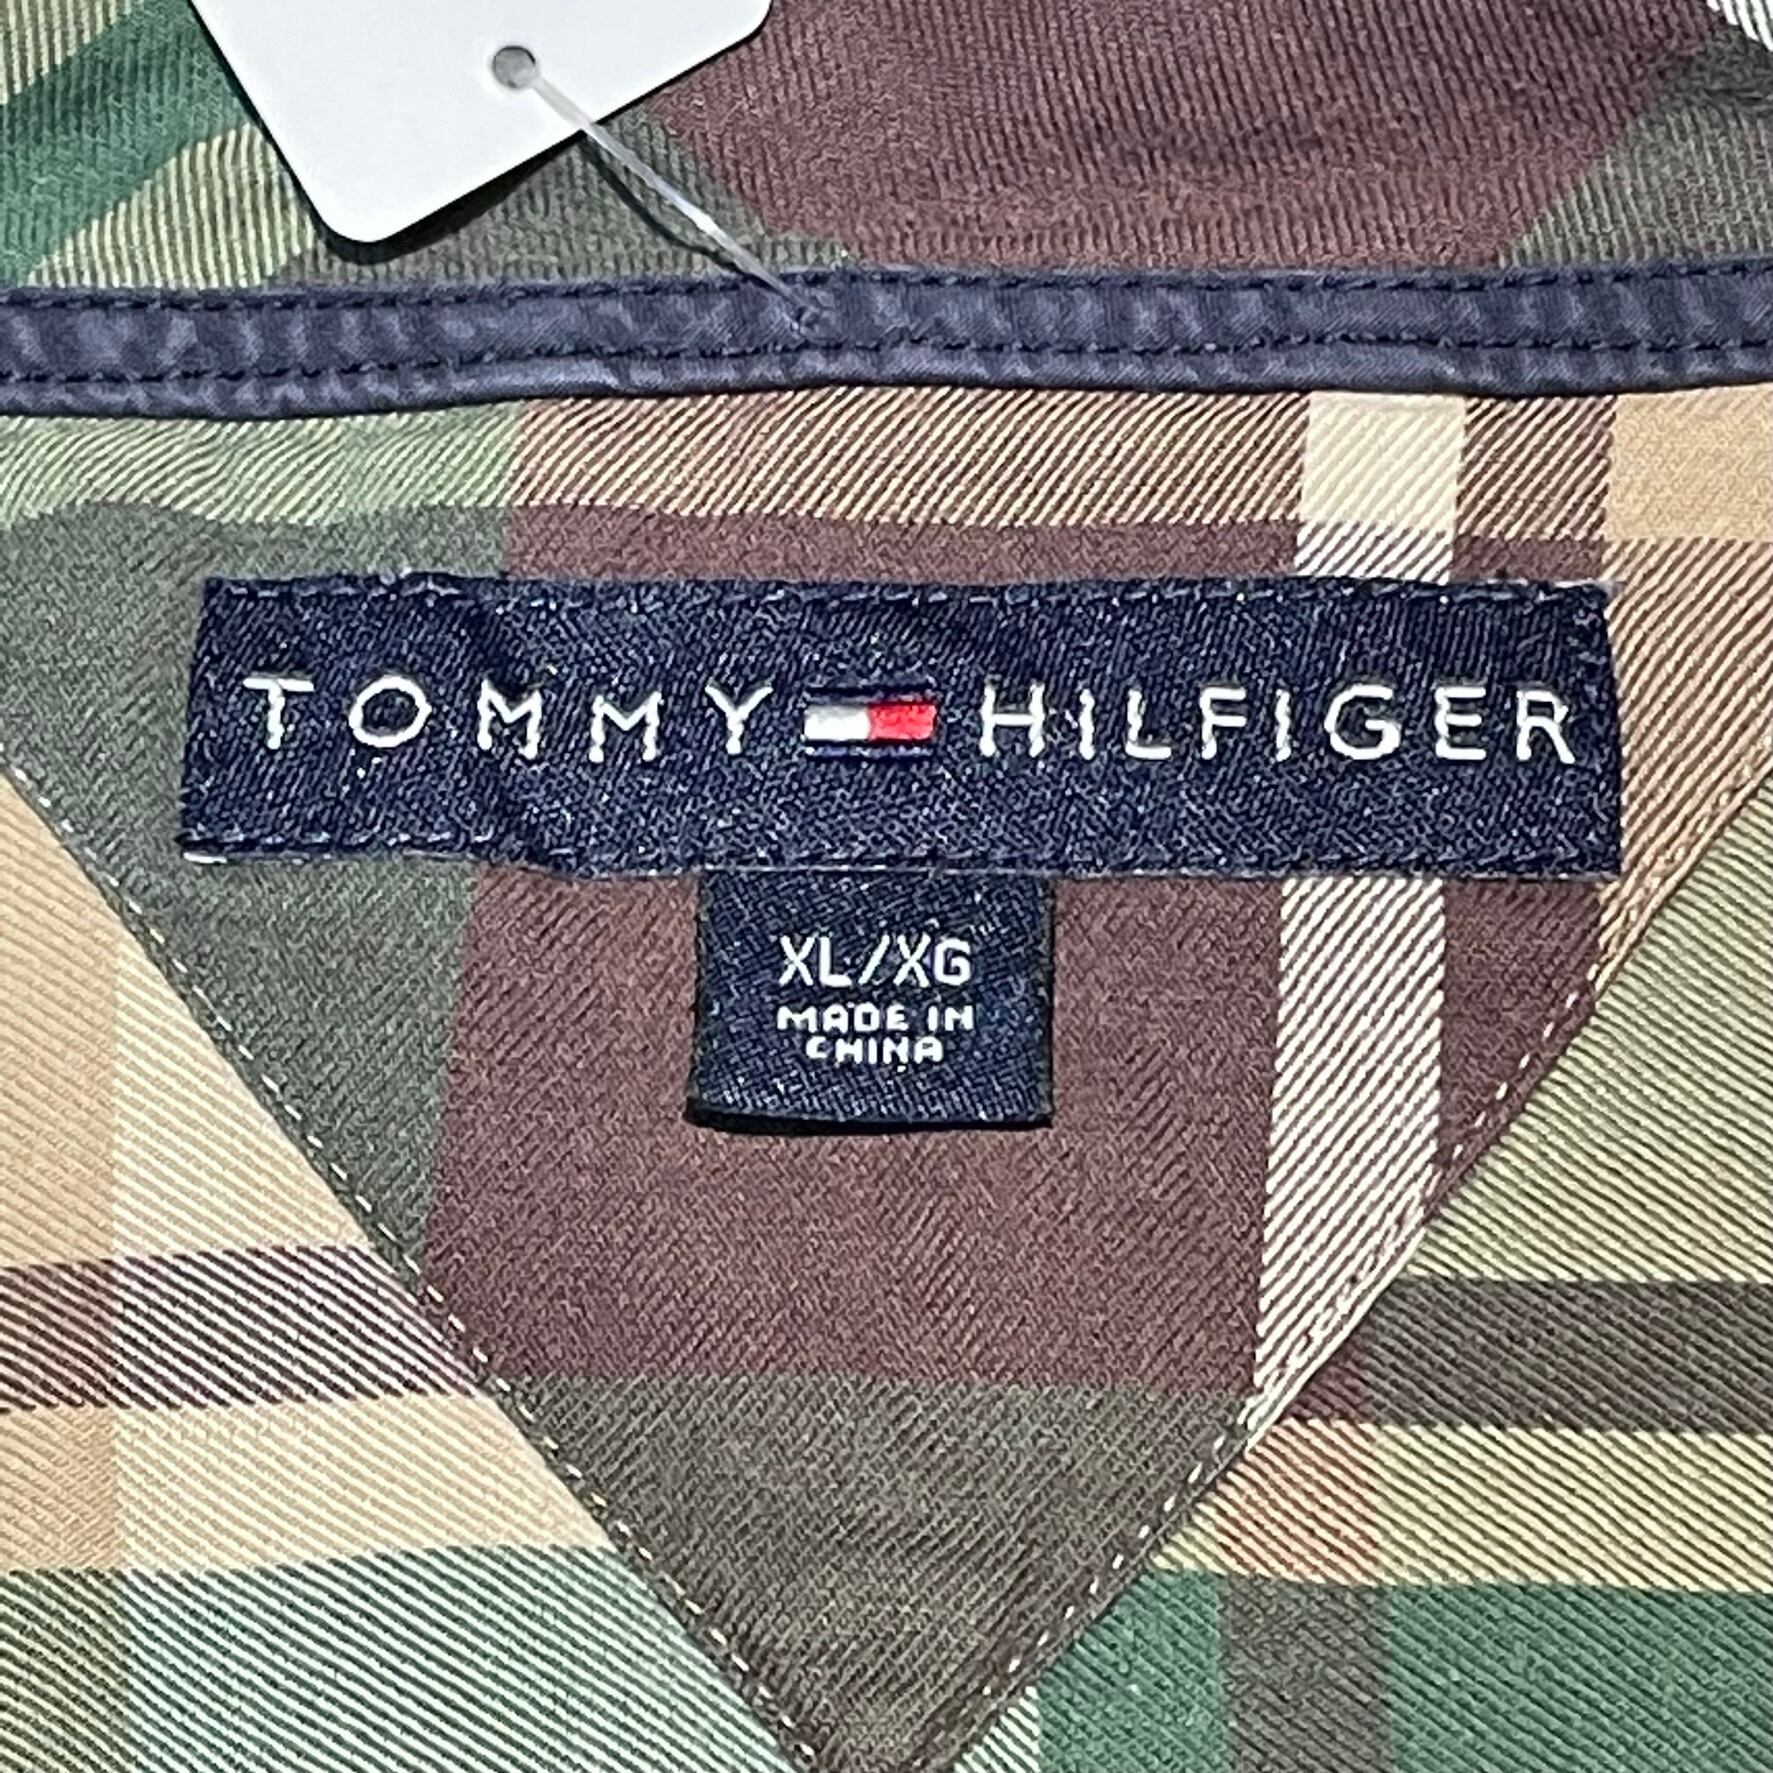 TOMMY HILFIGER
XL/XG
MADE IN
CHINA